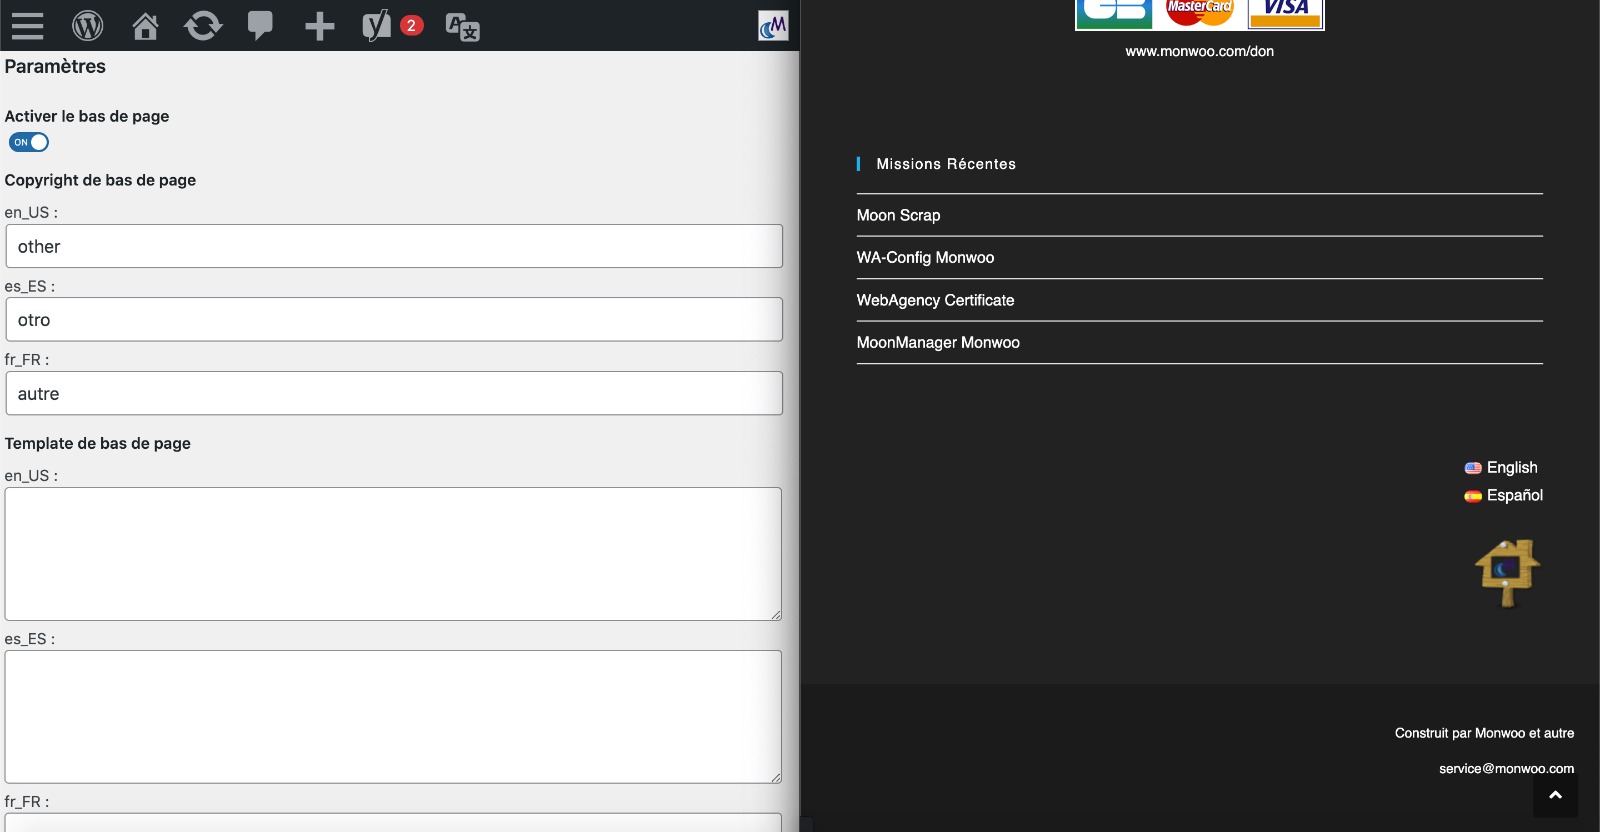 2
A
文
M
Paramètres
Activer le bas de page
ON
Copyright de bas de page
en_US :
other
es_ES :
otro
fr_FR :
autre
Template de bas de page
en_US :
es_ES :
fr_FR :
MasterCard
VISA
www.monwoo.com/don
Missions Récentes
Moon Scrap
WA-Config Monwoo
WebAgency Certificate
MoonManager Monwoo
English
Español
Construit par Monwoo et autre
service@monwoo.com